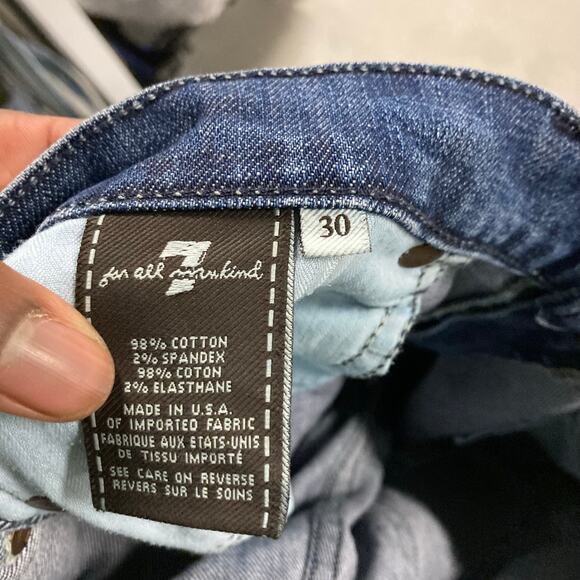 7
for all mankind
30
98% COTTON
2% SPANDEX
98% COTON
2% ELASTHANE
MADE IN U.S.A.
OF IMPORTED FABRIC
FABRIQUE AUX ETATS-UNIS
DE TISSU IMPORTÉ
SEE CARE ON REVERSE
REVERS SUR LE SOINS